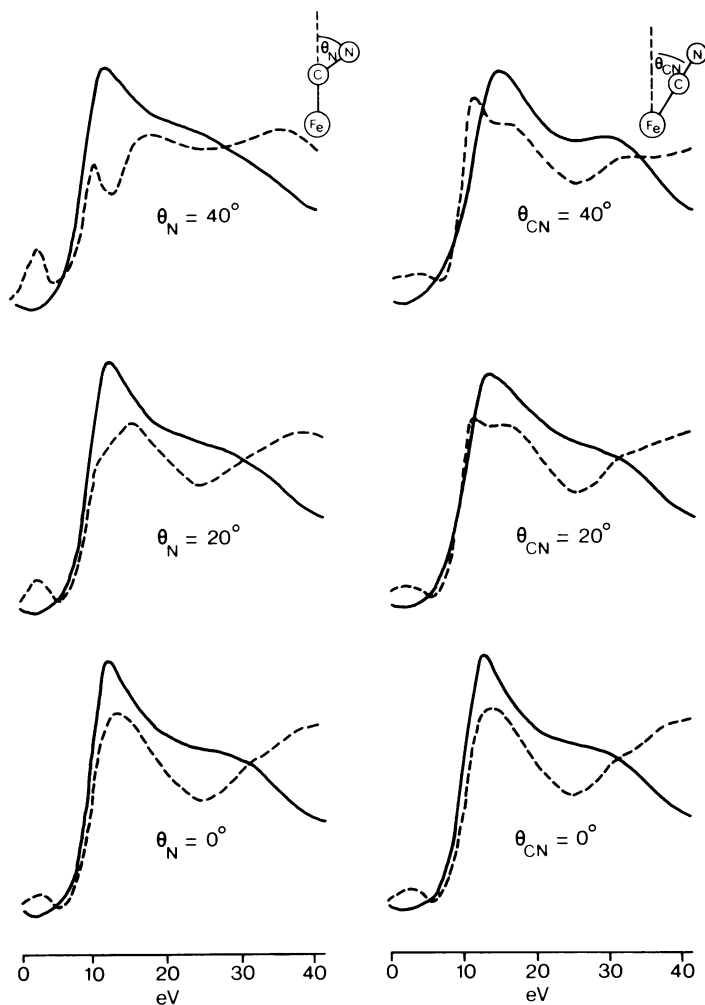 θN N
C
Fe
θCN N
C
Fe
θN = 40°
θCN = 40°
θN = 20°
θCN = 20°
θN = 0°
θCN = 0°
0 10 20 30 40
eV
0 10 20 30 40
eV